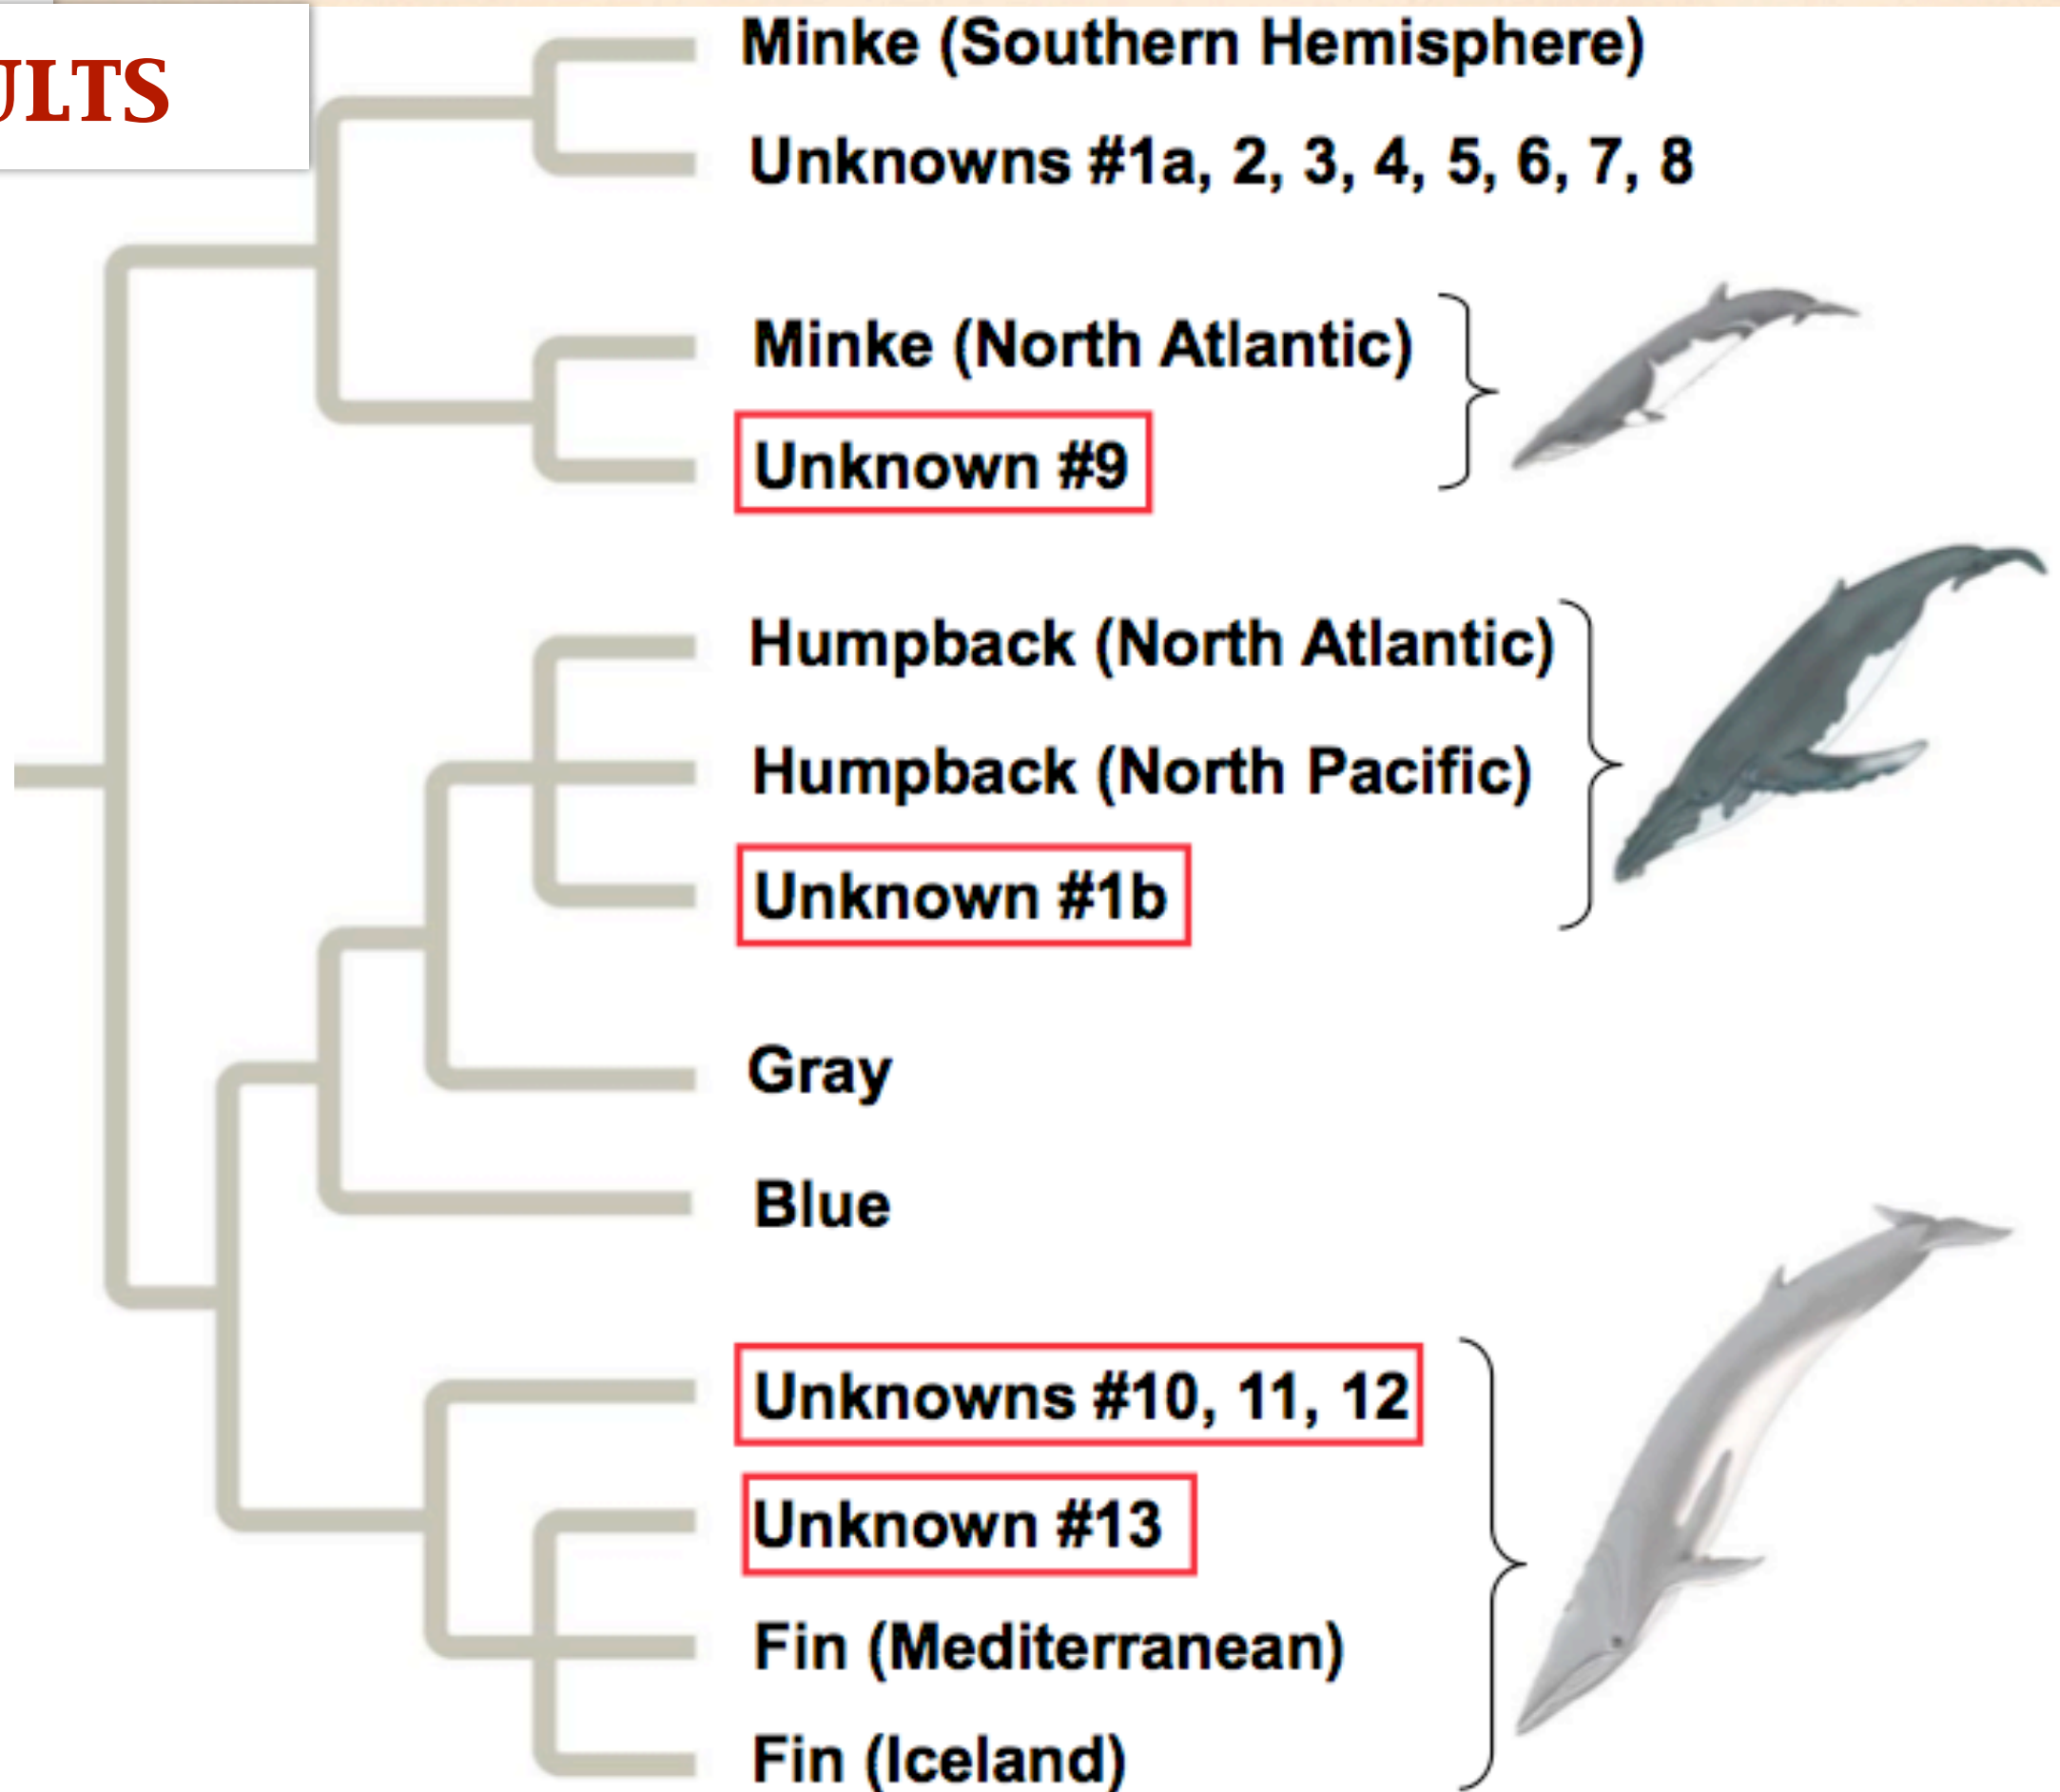 ULTS
Minke (Southern Hemisphere)
Unknowns #1a, 2, 3, 4, 5, 6, 7, 8
Minke (North Atlantic)
Unknown #9
Humpback (North Atlantic)
Humpback (North Pacific)
Unknown #1b
Gray
Blue
Unknowns #10, 11, 12
Unknown #13
Fin (Mediterranean)
Fin (Iceland)